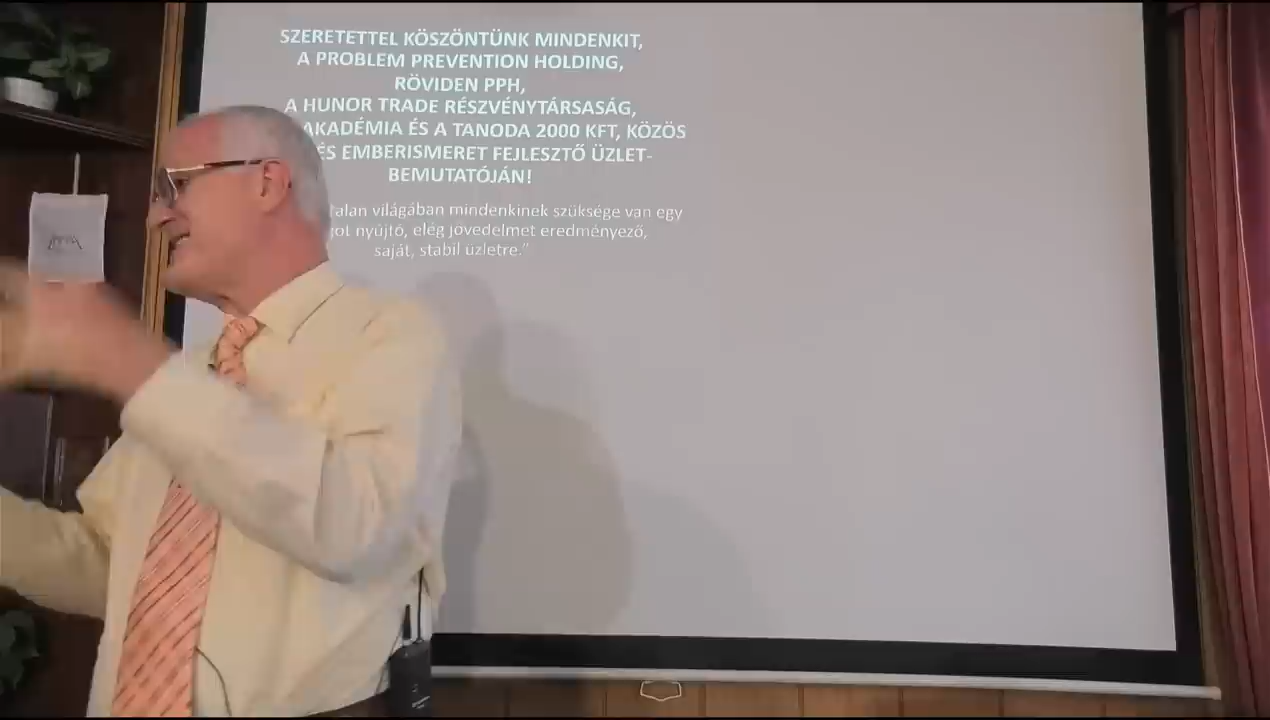 SZERETETTEL KÖSZÖNTÜNK MINDENKIT,
A PROBLEM PREVENTION HOLDING,
RÖVIDEN PPH,
A HUNOR TRADE RÉSZVÉNYTÁRSASÁG,
AKADÉMIA ÉS A TANODA 2000 KFT, KÖZÖS
ÉS EMBERISMERET FEJLESZTŐ ÜZLET-
BEMUTATÓJÁN!
világában mindenkinek szüksége van egy
nyújtó, elég jövedelmet eredményező,
saját, stabil üzletre."